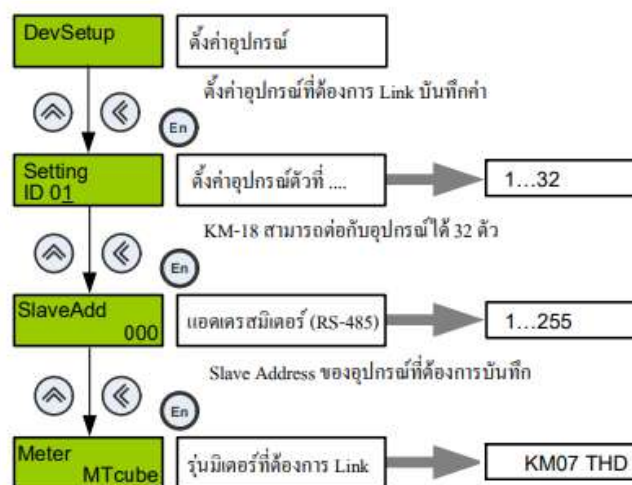 DevSetup
ตั้งค่าอุปกรณ์
ตั้งค่าอุปกรณ์ที่ต้องการ Link บันทึกค่า
En
Setting
ID 01
ตั้งค่าอุปกรณ์ตัวที่ ....
1...32
KM-18 สามารถต่อกับอุปกรณ์ได้ 32 ตัว
En
SlaveAdd
000
แอดเดรสมิเตอร์ (RS-485)
1...255
Slave Address ของอุปกรณ์ที่ต้องการบันทึก
En
Meter
MTcube
รุ่นมิเตอร์ที่ต้องการ Link
KM07 THD